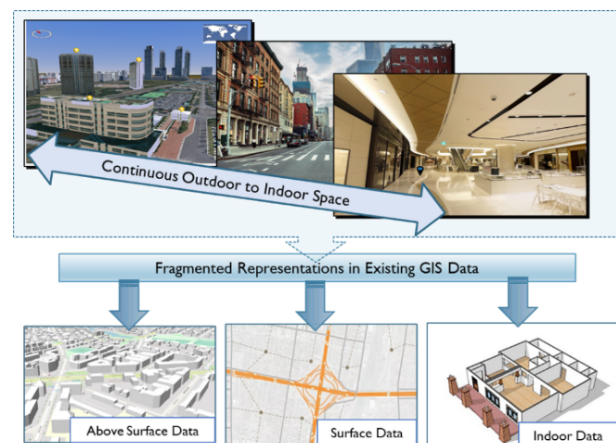 Continuous Outdoor to Indoor Space
Fragmented Representations in Existing GIS Data
Above Surface Data
Surface Data
Indoor Data